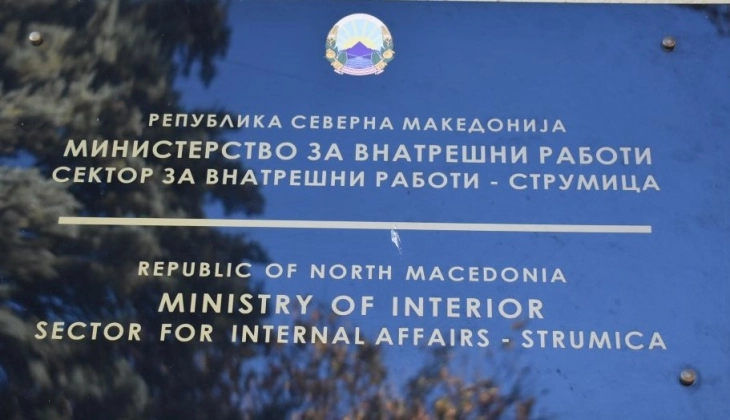 РЕПУБЛИКА СЕВЕРНА МАКЕДОНИЈА
МИНИСТЕРСТВО ЗА ВНАТРЕШНИ РАБОТИ
СЕКТОР ЗА ВНАТРЕШНИ РАБОТИ - СТРУМИЦА
REPUBLIC OF NORTH MACEDONIA
MINISTRY OF INTERIOR
SECTOR FOR INTERNAL AFFAIRS - STRUMICA